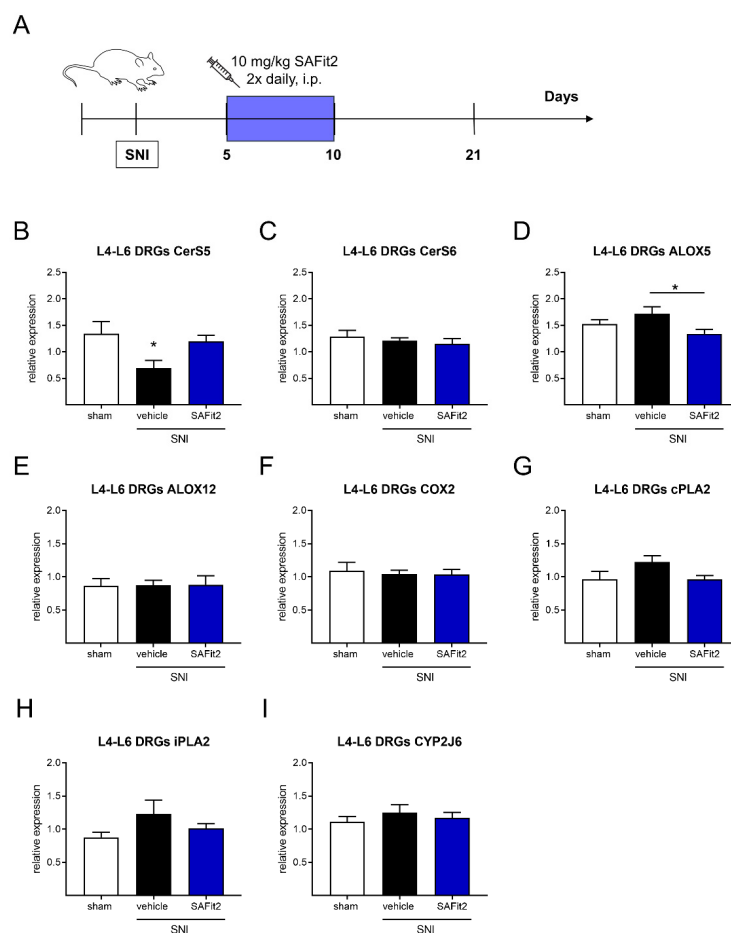 A
10 mg/kg SAFit2
2x daily, i.p.
Days
SNI
5
10
21
B
L4-L6 DRGs CerS5
relative expression
2.5
2.0
1.5
1.0
0.5
*
sham
vehicle
SAFit2
SNI
C
L4-L6 DRGs CerS6
relative expression
2.5
2.0
1.5
1.0
0.5
sham
vehicle
SAFit2
SNI
D
L4-L6 DRGs ALOX5
relative expression
2.5
2.0
1.5
1.0
0.5
*
sham
vehicle
SAFit2
SNI
E
L4-L6 DRGs ALOX12
relative expression
2.0
1.5
1.0
0.5
sham
vehicle
SAFit2
SNI
F
L4-L6 DRGs COX2
relative expression
2.0
1.5
1.0
0.5
sham
vehicle
SAFit2
SNI
G
L4-L6 DRGs cPLA2
relative expression
2.0
1.5
1.0
0.5
sham
vehicle
SAFit2
SNI
H
L4-L6 DRGs iPLA2
relative expression
2.0
1.5
1.0
0.5
sham
vehicle
SAFit2
SNI
I
L4-L6 DRGs CYP2J6
relative expression
2.0
1.5
1.0
0.5
sham
vehicle
SAFit2
SNI